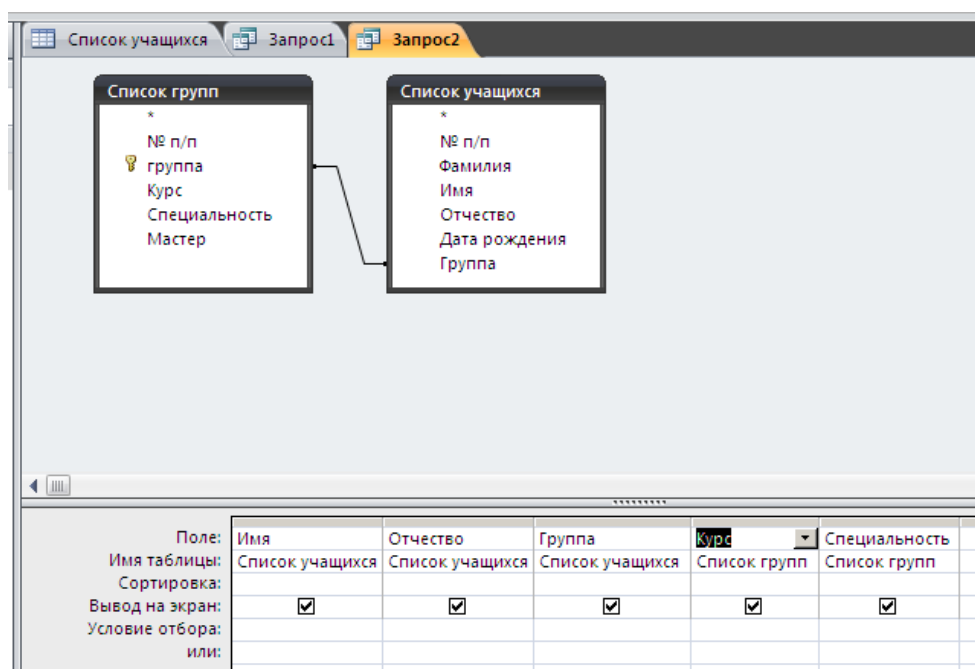 Список учащихся Запрос1 Запрос2
Список групп
*
№ п/п
группа
Курс
Специальность
Мастер
Список учащихся
*
№ п/п
Фамилия
Имя
Отчество
Дата рождения
Группа
Поле: Имя Отчество Группа Курс Специальность
Имя таблицы: Список учащихся Список учащихся Список учащихся Список групп Список групп
Сортировка:
Вывод на экран:
Условие отбора:
или: